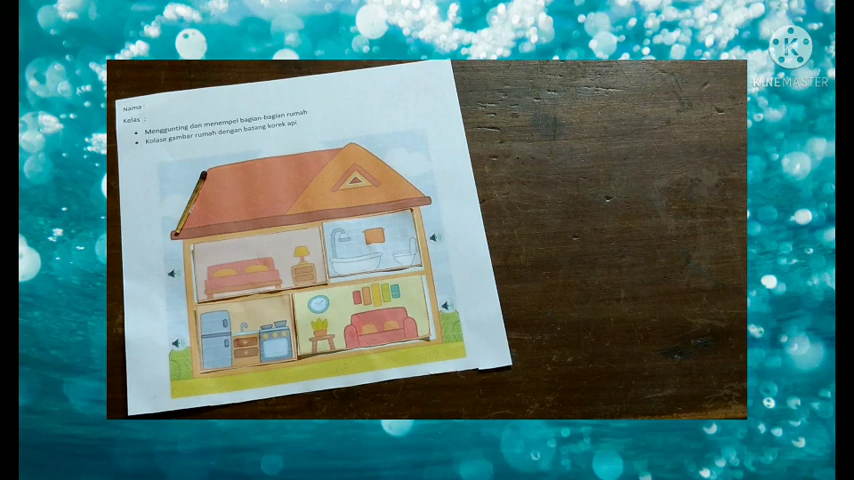 Nama :
Kelas :
• Menggunting dan menempel bagian-bagian rumah
• Kolase gambar rumah dengan batang korek api
K
KINEMASTER